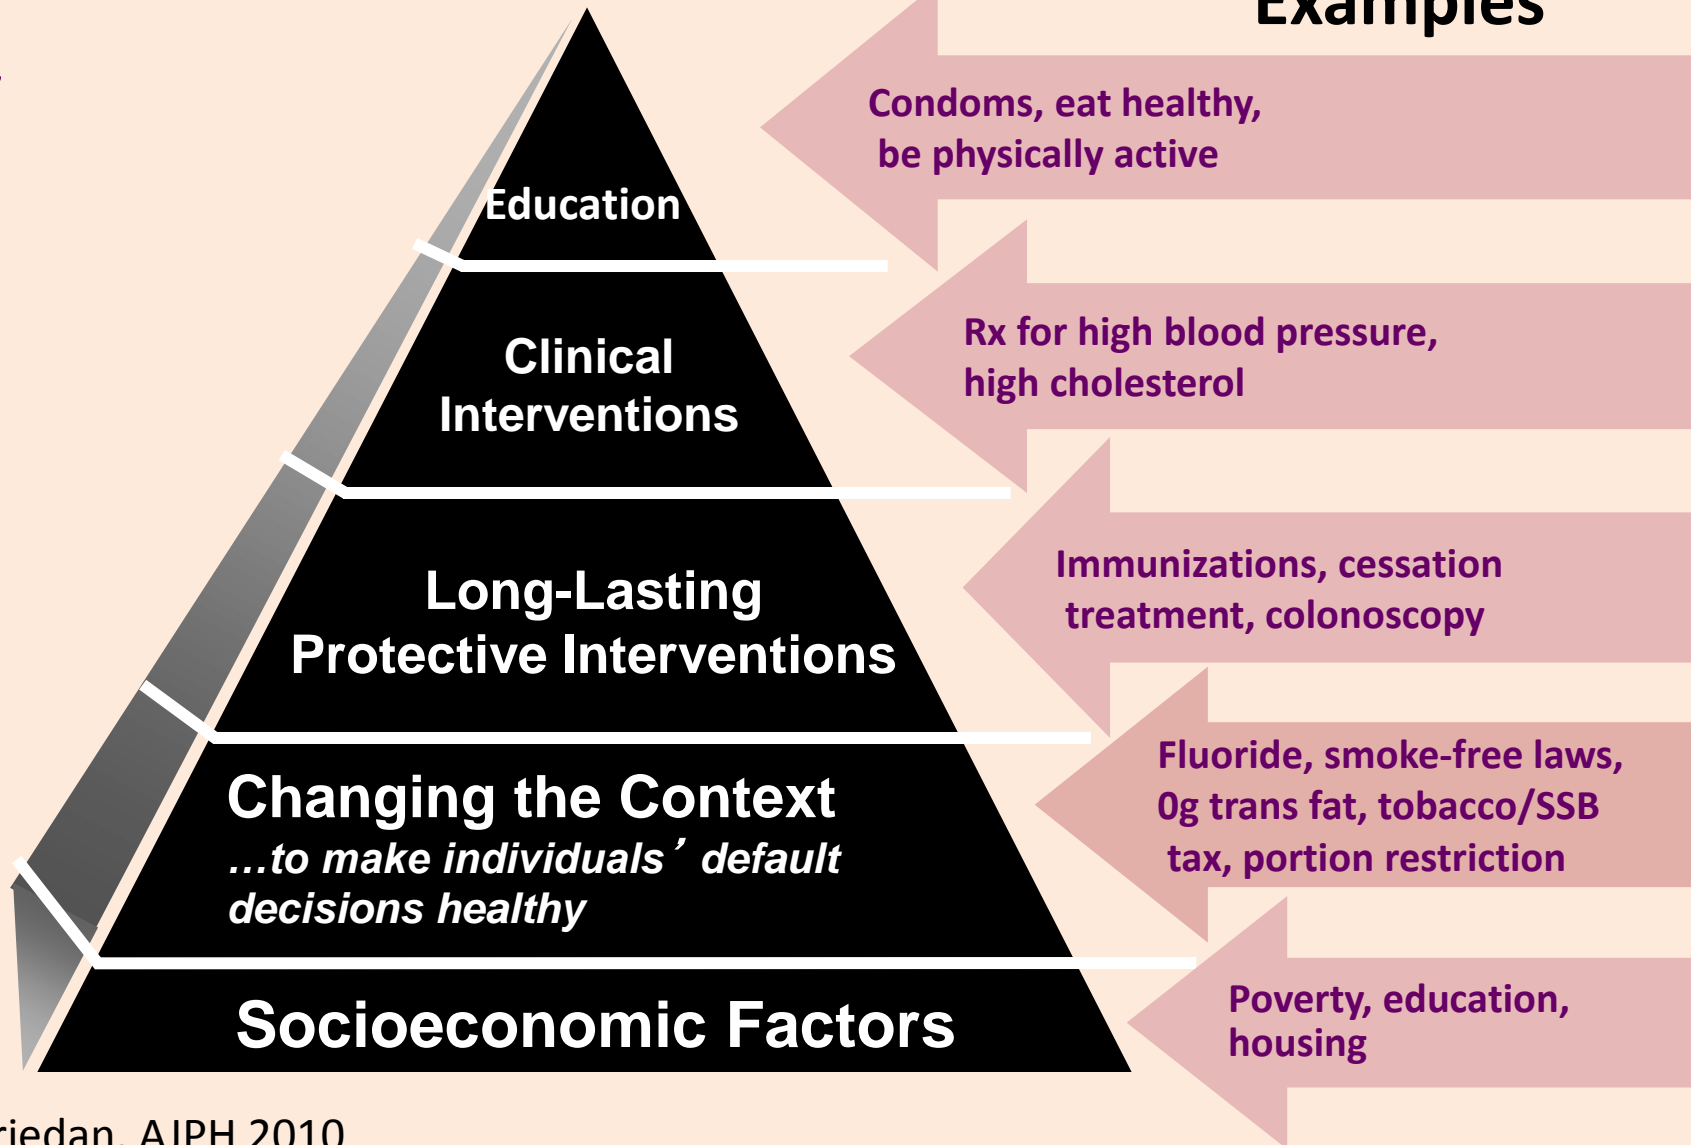 Examples
Condoms, eat healthy,
be physically active
Education
Rx for high blood pressure,
high cholesterol
Clinical
Interventions
Immunizations, cessation
treatment, colonoscopy
Long-Lasting
Protective Interventions
Fluoride, smoke-free laws,
0g trans fat, tobacco/SSB
tax, portion restriction
Changing the Context
…to make individuals’ default
decisions healthy
Poverty, education,
housing
Socioeconomic Factors
riedan, AJPH 2010